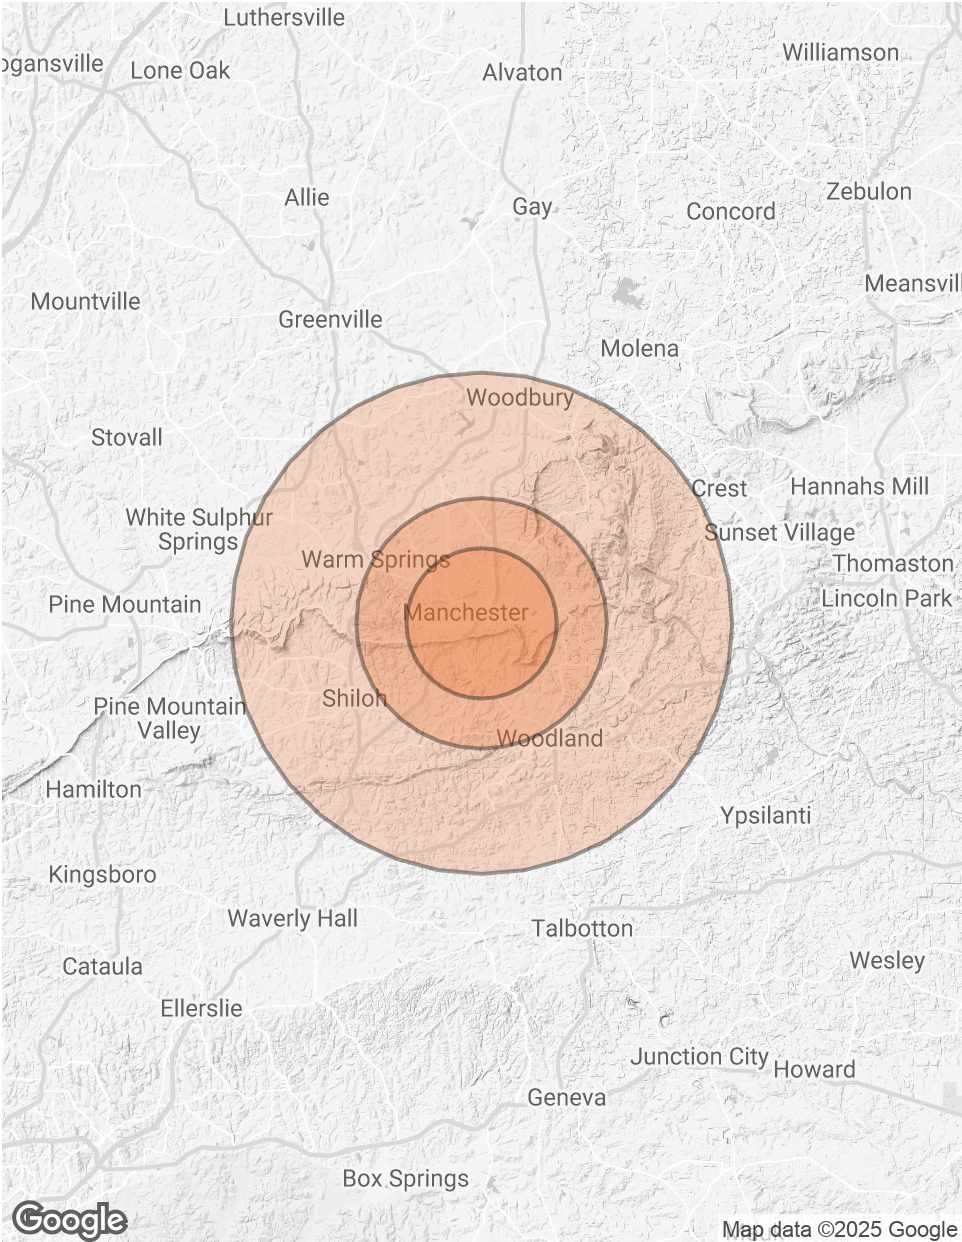 Luthersville
Williamson
ogansville
Lone Oak
Alvaton
Zebulon
Allie
Gay
Concord
Meansvill
Mountville
Greenville
Molena
Woodbury
Stovall
Crest
Hannahs Mill
White Sulphur
Springs
Sunset Village
Warm Springs
Thomaston
Pine Mountain
Manchester
Lincoln Park
Shiloh
Pine Mountain
Valley
Woodland
Hamilton
Ypsilanti
Kingsboro
Waverly Hall
Talbotton
Cataula
Wesley
Ellerslie
Junction City
Howard
Geneva
Box Springs
Google
Map data ©2025 Google